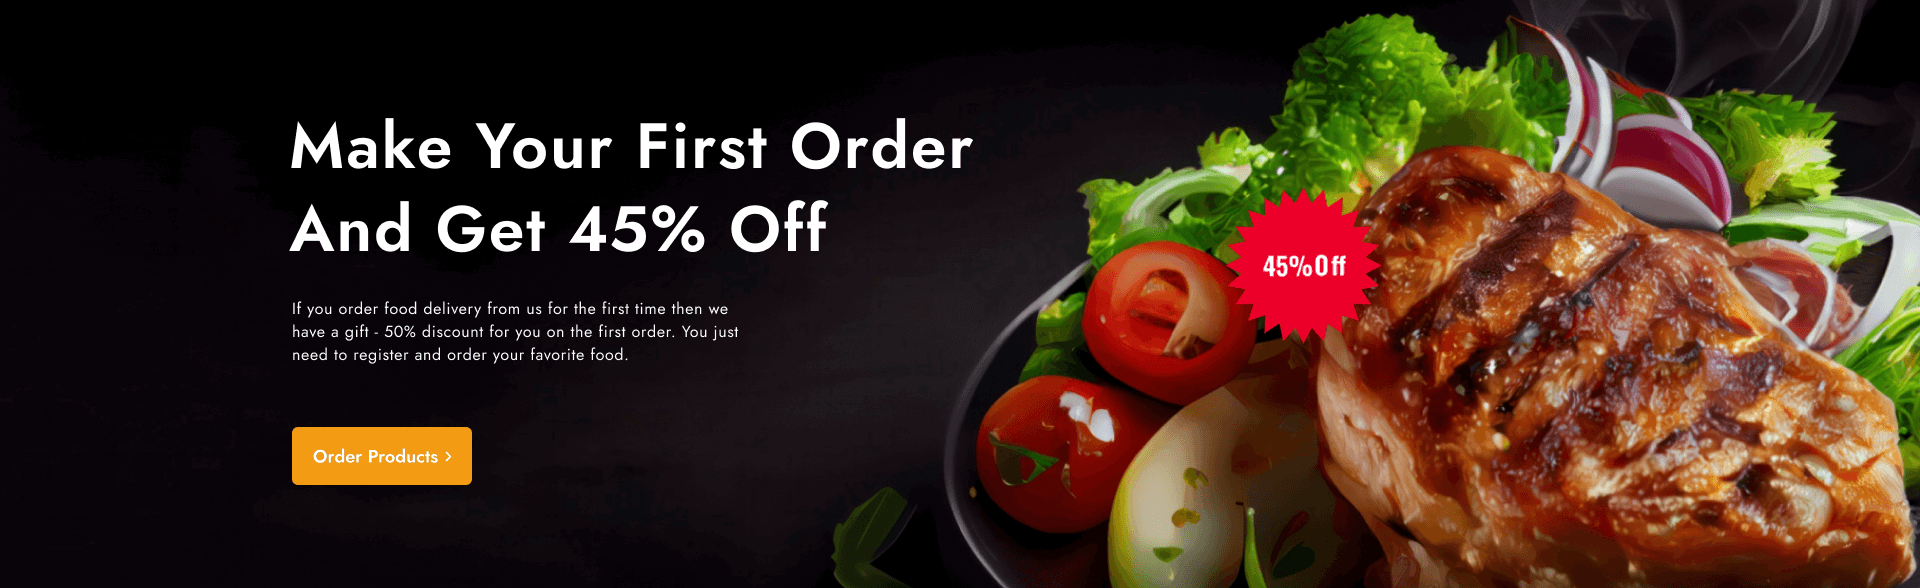 Make Your First Order
And Get 45% Off
45%Off
If you order food delivery from us for the first time then we
have a gift - 50% discount for you on the first order. You just
need to register and order your favorite food.
Order Products >